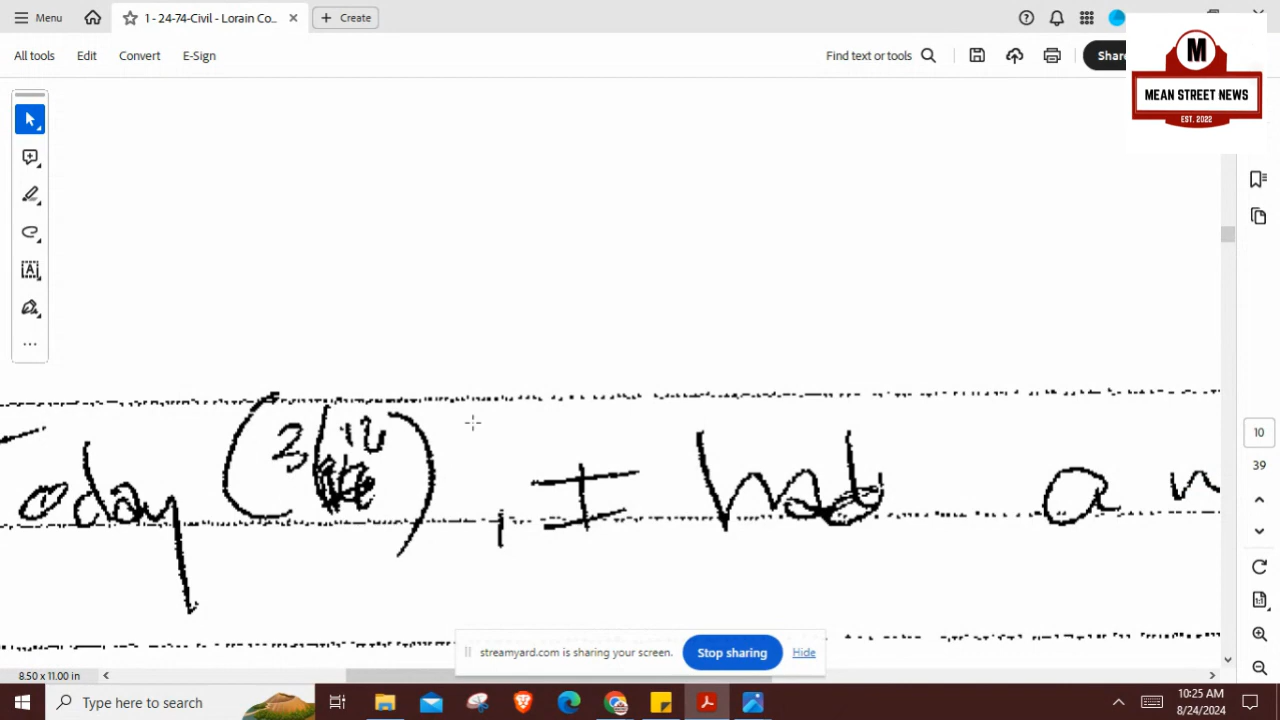 Menu
1 - 24-74-Civil - Lorain Co...
Create
All tools
Edit
Convert
E-Sign
Find text or tools
Share
M
MEAN STREET NEWS
EST. 2022
Today (3/12), I had a
10
39
streamyard.com is sharing your screen.
Stop sharing
Hide
8.50 x 11.00 in
Type here to search
10:25 AM
8/24/2024